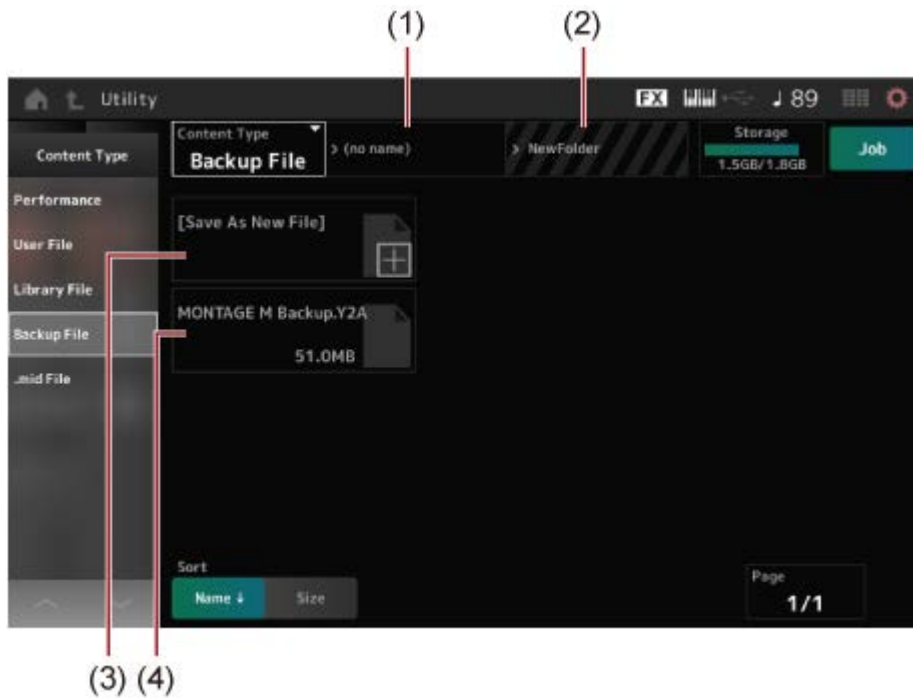 (1) (2)
Utility FX 89
Content Type
Content Type
Backup File
> (no name)
> NewFolder
Storage
1.5GB/1.8GB
Job
Performance
User File
Library File
Backup File
.mid File
[Save As New File]
MONTAGE M Backup.Y2A
51.0MB
Sort
Name ↓ Size
Page
1/1
(3) (4)